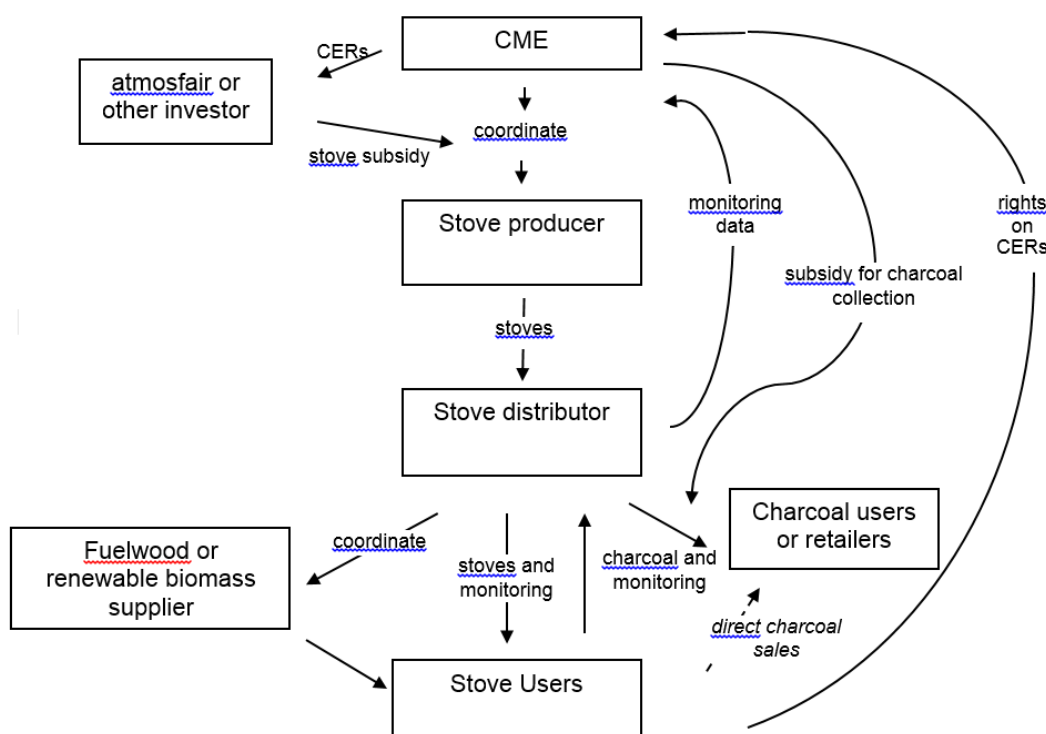 CME
CERs
atmosfair or
other investor
coordinate
stove subsidy
Stove producer
monitoring
data
rights
on
CERs
subsidy for charcoal
collection
stoves
Stove distributor
Charcoal users
or retailers
coordinate
Fuelwood or
renewable biomass
supplier
stoves and
monitoring
charcoal and
monitoring
direct charcoal
sales
Stove Users